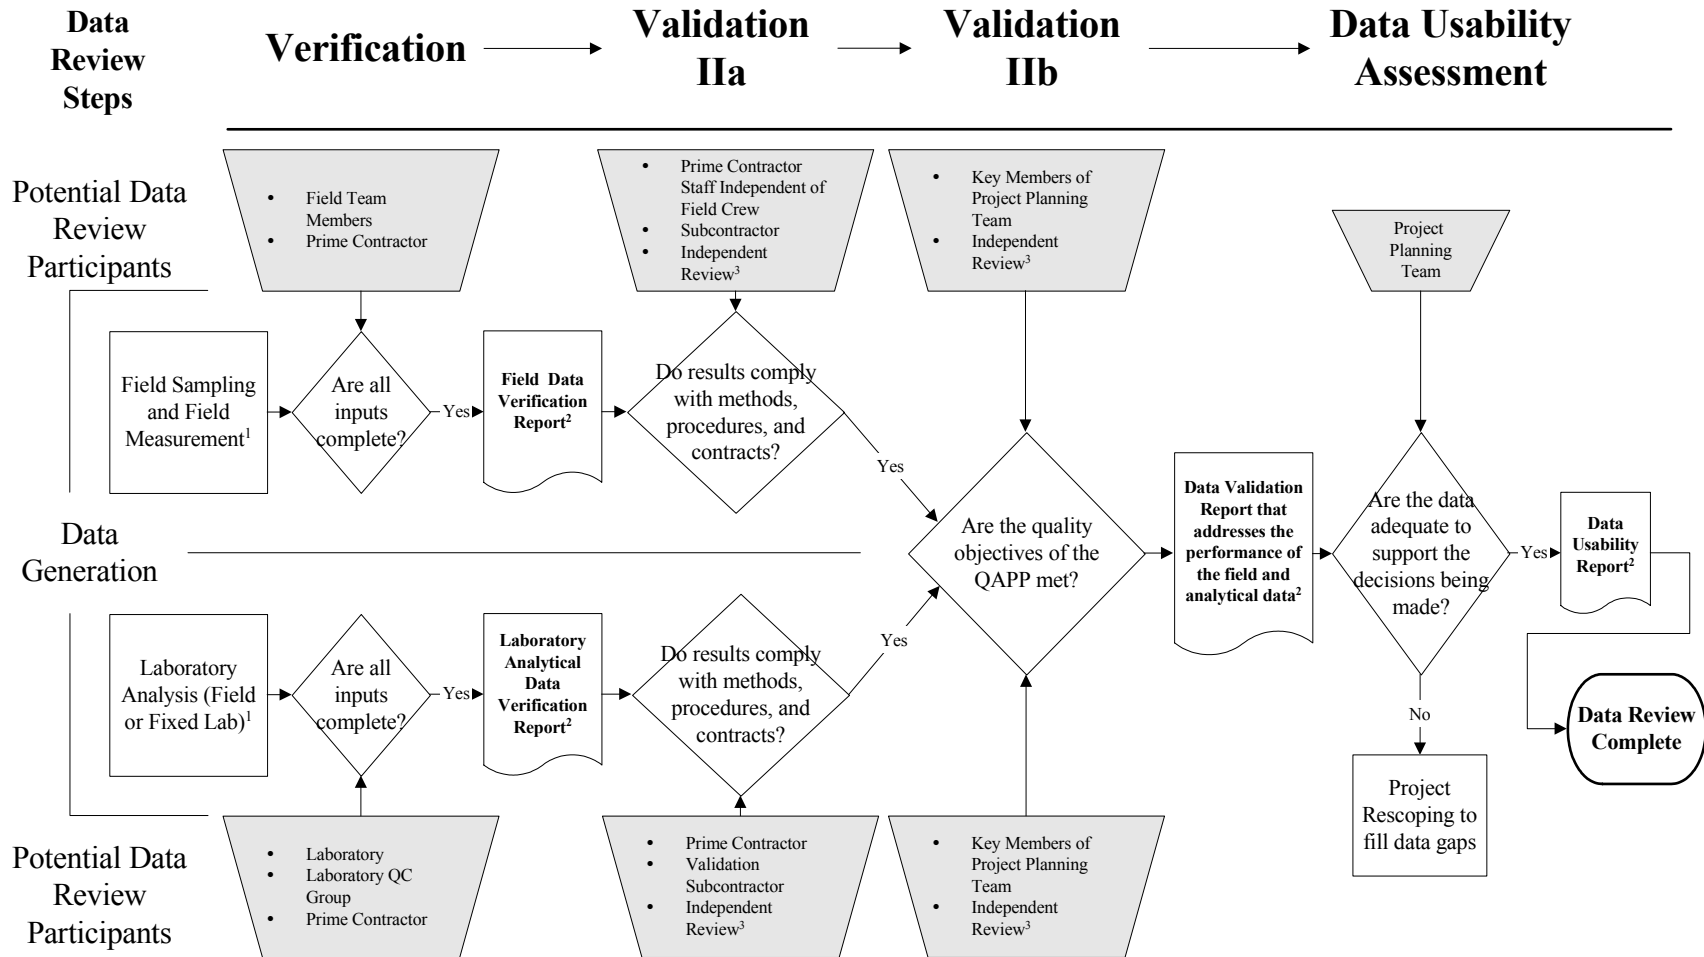 Data
Review
Steps
Verification
Validation
IIa
Validation
IIb
Data Usability
Assessment
Potential Data
Review
Participants
• Field Team
Members
• Prime Contractor
• Prime Contractor
Staff Independent of
Field Crew
• Subcontractor
• Independent
Review³
• Key Members of
Project Planning
Team
• Independent
Review³
Project
Planning
Team
Field Sampling
and Field
Measurement¹
Are all
inputs
complete?
Yes
Field Data
Verification
Report²
Do results comply
with methods,
procedures, and
contracts?
Yes
Data
Generation
Are the quality
objectives of the
QAPP met?
Data Validation
Report that
addresses the
performance of
the field and
analytical data²
Are the data
adequate to
support the
decisions being
made?
Yes
Data
Usability
Report²
Laboratory
Analysis (Field
or Fixed Lab)¹
Are all
inputs
complete?
Yes
Laboratory
Analytical
Data
Verification
Report²
Do results comply
with methods,
procedures, and
contracts?
Yes
No
Project
Rescoping to
fill data gaps
Data Review
Complete
Potential Data
Review
Participants
• Laboratory
• Laboratory QC
Group
• Prime Contractor
• Prime Contractor
• Validation
Subcontractor
• Independent
Review³
• Key Members of
Project Planning
Team
• Independent
Review³